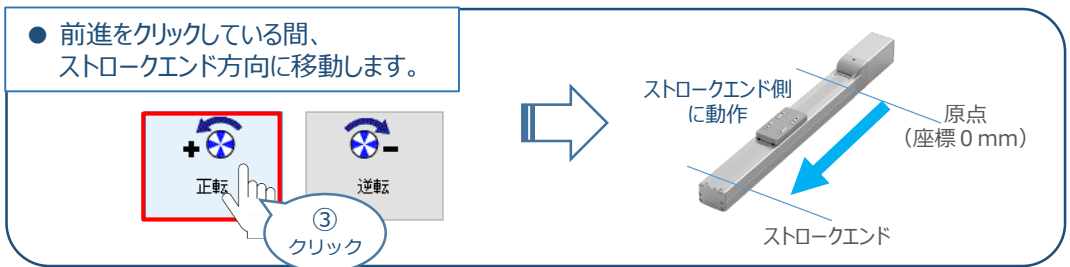 ● 前進をクリックしている間、
ストロークエンド方向に移動します。
+
正転
-
逆転
③
クリック
ストロークエンド側
に動作
原点
（座標０mm）
ストロークエンド